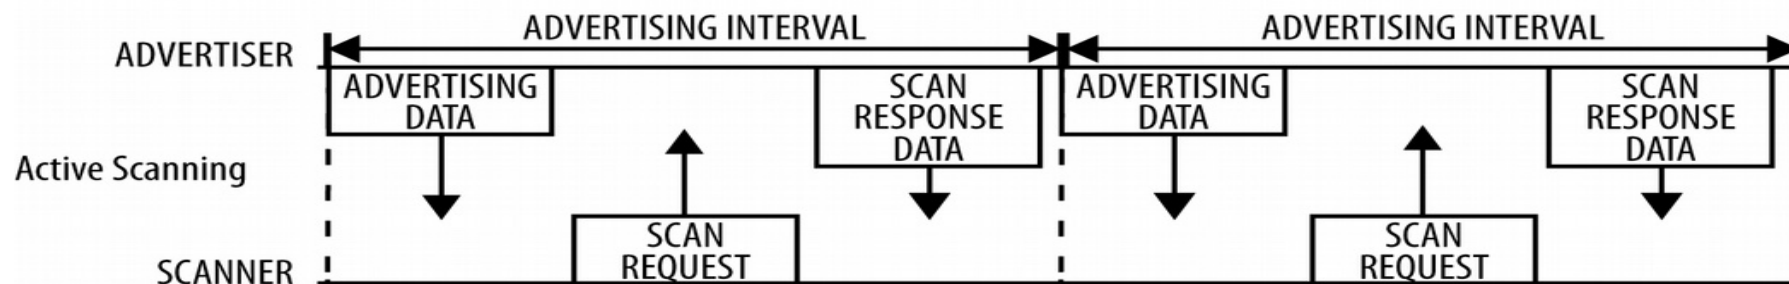 ADVERTISING INTERVAL ADVERTISING INTERVAL
ADVERTISER
ADVERTISING SCAN ADVERTISING SCAN
DATA RESPONSE DATA RESPONSE
DATA DATA
Active Scanning
SCAN SCAN
REQUEST REQUEST
SCANNER